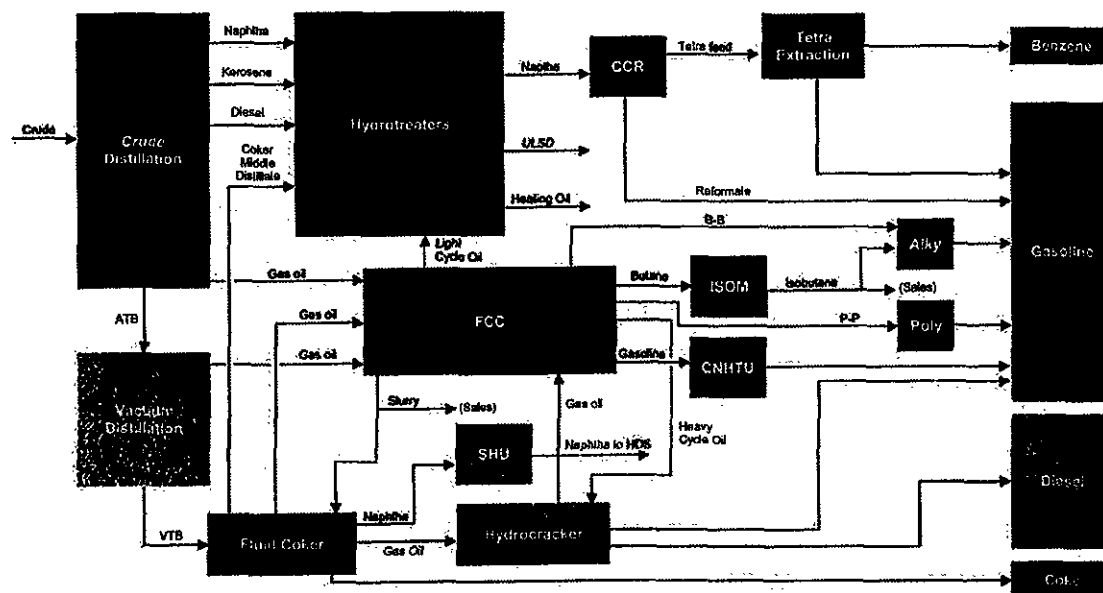 Naphtha
Kerosene
Diesel
Crude
Crude
Distillation
Coker
Middle
Distillate
Hydrotreaters
Naptha
ULSD
Heating Oil
CCR
Tetra feed
Tetra
Extraction
Benzene
Reformate
B-B
Alky
Gasoline
Light
Cycle Oil
Gas oil
FCC
Butane
ISOM
Isobutane
(Sales)
P-P
Poly
ATB
Gas oil
Gas oil
Gasoline
CNHTU
Vacuum
Distillation
Slurry
(Sales)
Gas oil
Heavy
Cycle Oil
SHU
Naphtha to HDS
Diesel
VTB
Fluid Coker
Naphtha
Gas Oil
Hydrocracker
Coke